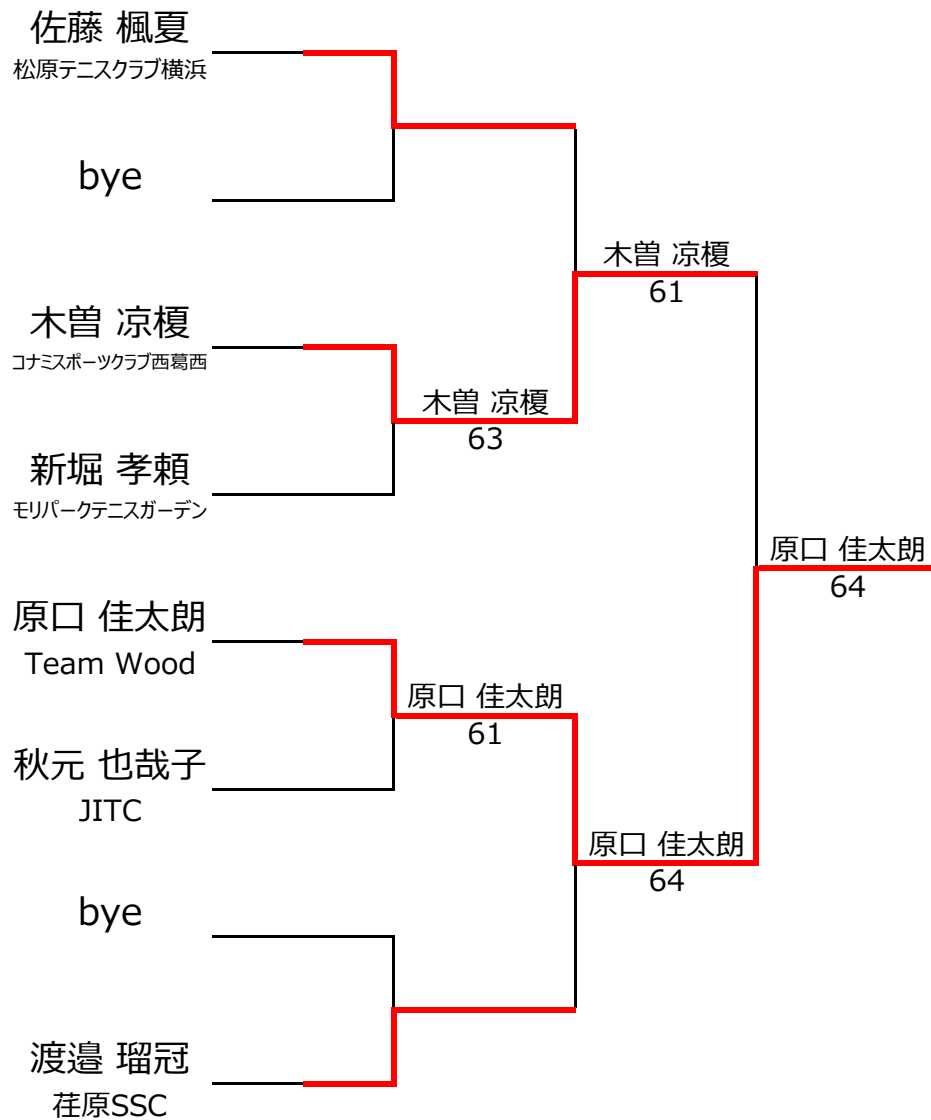 佐藤 楓夏
松原テニスクラブ横浜
bye
木曽 凉榎
61
木曽 凉榎
コナミスポーツクラブ西葛西
木曽 凉榎
63
新堀 孝頼
モリパークテニスガーデン
原口 佳太朗
64
原口 佳太朗
Team Wood
原口 佳太朗
61
秋元 也哉子
JITC
原口 佳太朗
64
bye
渡邉 瑠冠
荏原SSC